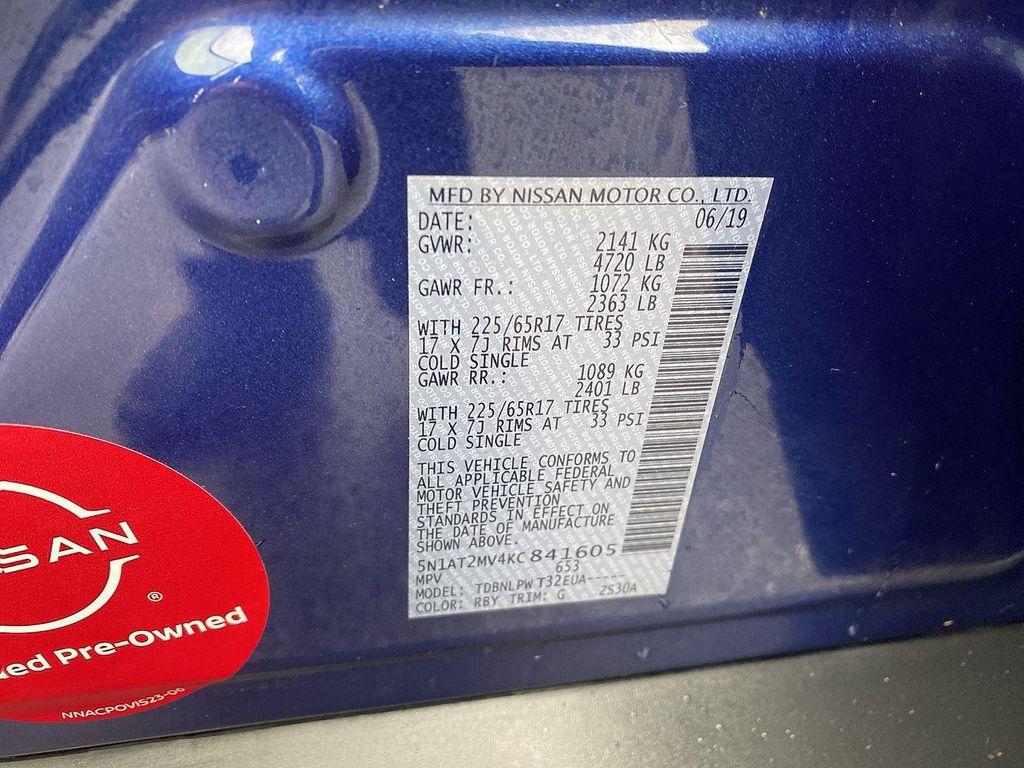 MFD BY NISSAN MOTOR CO., LTD.
DATE: 06/19
GVWR: 2141 KG
4720 LB
GAWR FR.: 1072 KG
2363 LB
WITH 225/65R17 TIRES
17 X 7J RIMS AT 33 PSI
COLD SINGLE
GAWR RR.: 1089 KG
2401 LB
WITH 225/65R17 TIRES
17 X 7J RIMS AT 33 PSI
COLD SINGLE
THIS VEHICLE CONFORMS TO
ALL APPLICABLE FEDERAL
MOTOR VEHICLE SAFETY AND
THEFT PREVENTION
STANDARDS IN EFFECT ON
THE DATE OF MANUFACTURE
SHOWN ABOVE.
5N1AT2MV4KC841605
MPV 653
MODEL: TDBNLPW T32EUA-----
COLOR: RBY TRIM: G ZS30A
SSAN
®
ied Pre-Owned
NNACPOVIS23-06